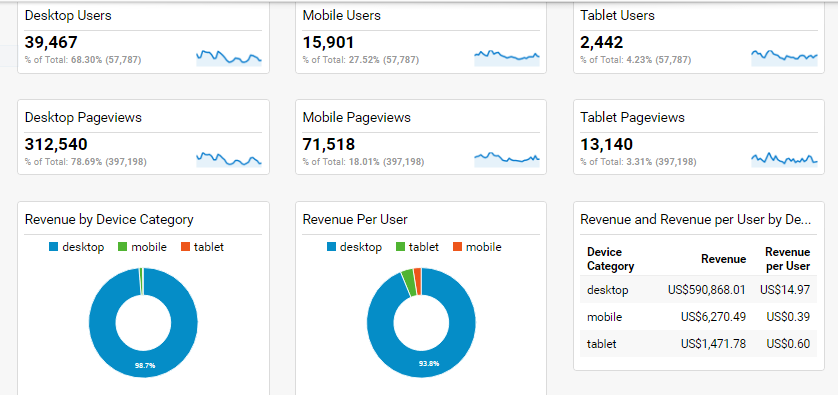 Desktop Users
39,467
% of Total: 68.30% (57,787)
Mobile Users
15,901
% of Total: 27.52% (57,787)
Tablet Users
2,442
% of Total: 4.23% (57,787)
Desktop Pageviews
312,540
% of Total: 78.69% (397,198)
Mobile Pageviews
71,518
% of Total: 18.01% (397,198)
Tablet Pageviews
13,140
% of Total: 3.31% (397,198)
Revenue by Device Category
desktop mobile tablet
98.7%
Revenue Per User
desktop tablet mobile
93.8%
Revenue and Revenue per User by De...
Device Category Revenue Revenue per User
desktop US$590,868.01 US$14.97
mobile US$6,270.49 US$0.39
tablet US$1,471.78 US$0.60